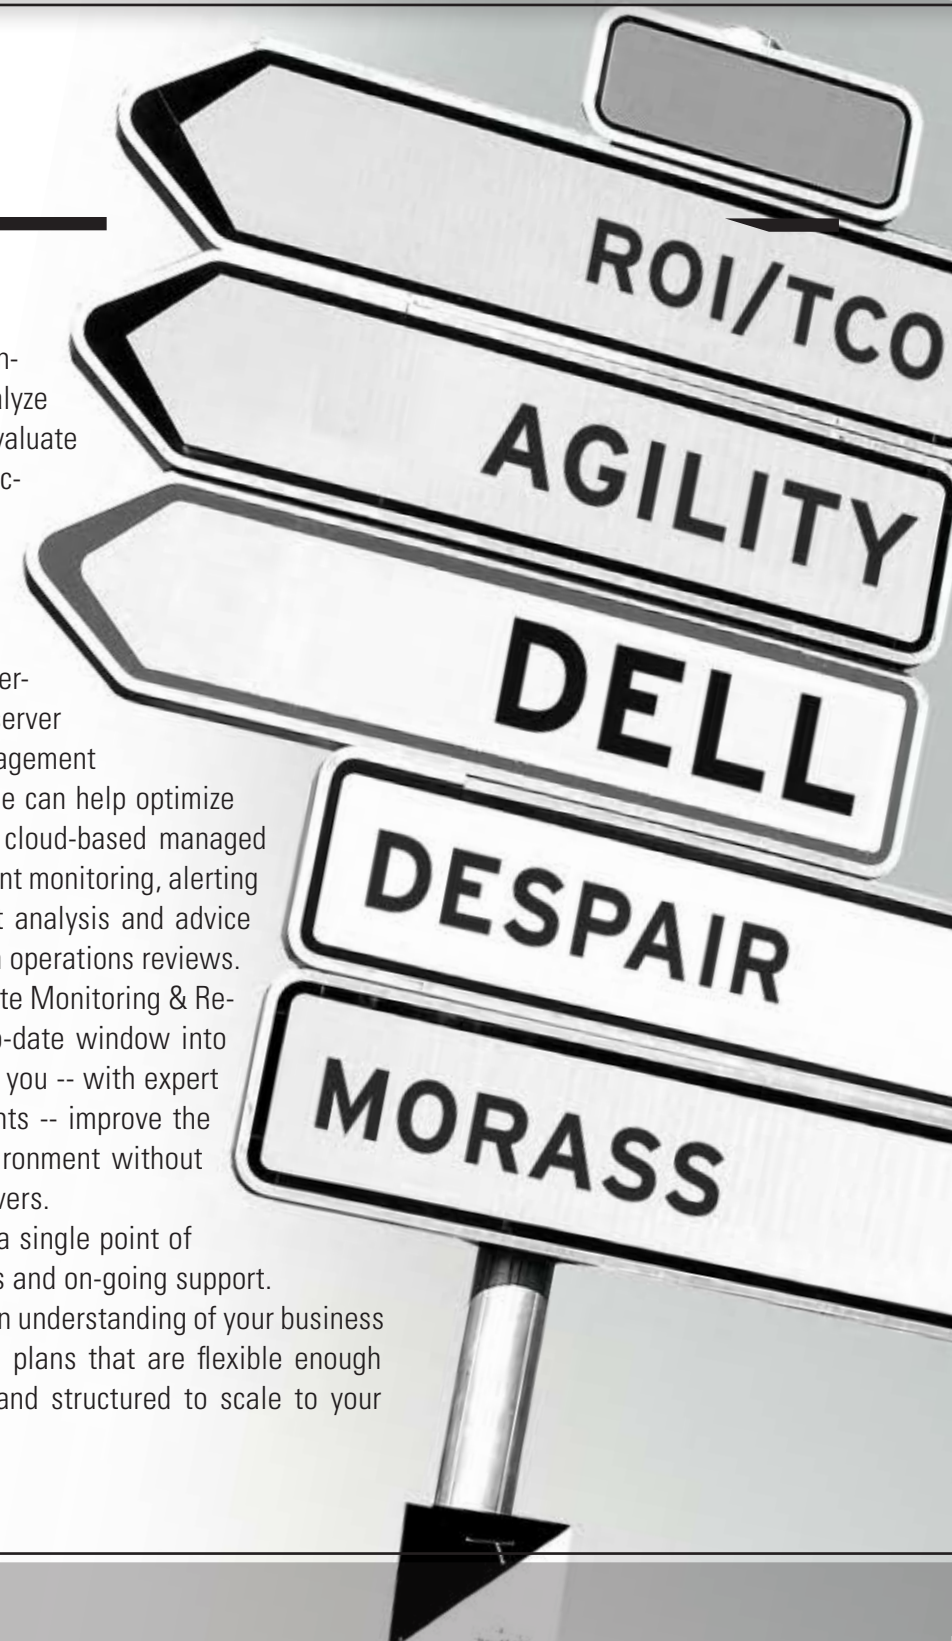 ROI/TCO
AGILITY
DELL
DESPAIR
MORASS
n-
lyze
valuate
c-
er-
erver
agement
e can help optimize
cloud-based managed
nt monitoring, alerting
t analysis and advice
operations reviews.
te Monitoring & Re-
-date window into
you -- with expert
nts -- improve the
ronment without
vers.
a single point of
s and on-going support.
n understanding of your business
plans that are flexible enough
and structured to scale to your